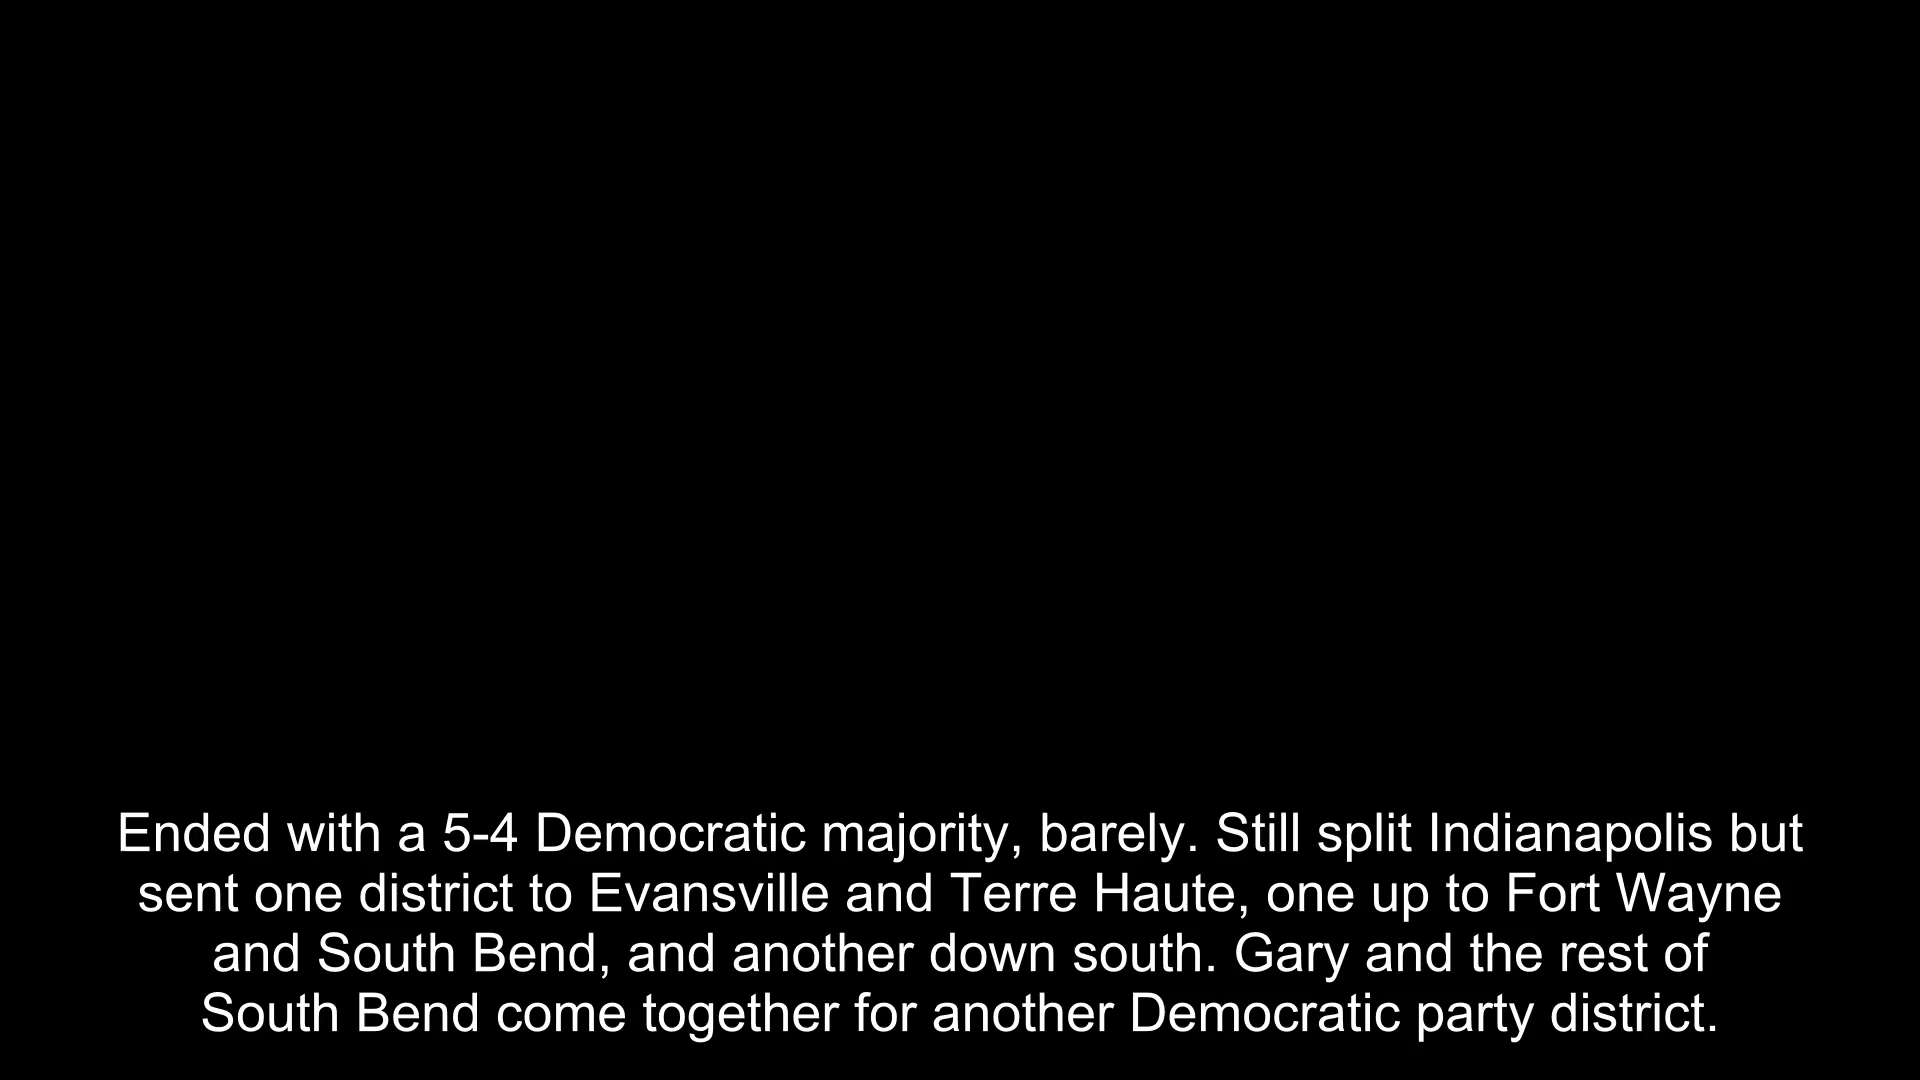 Ended with a 5-4 Democratic majority, barely. Still split Indianapolis but
sent one district to Evansville and Terre Haute, one up to Fort Wayne
and South Bend, and another down south. Gary and the rest of
South Bend come together for another Democratic party district.